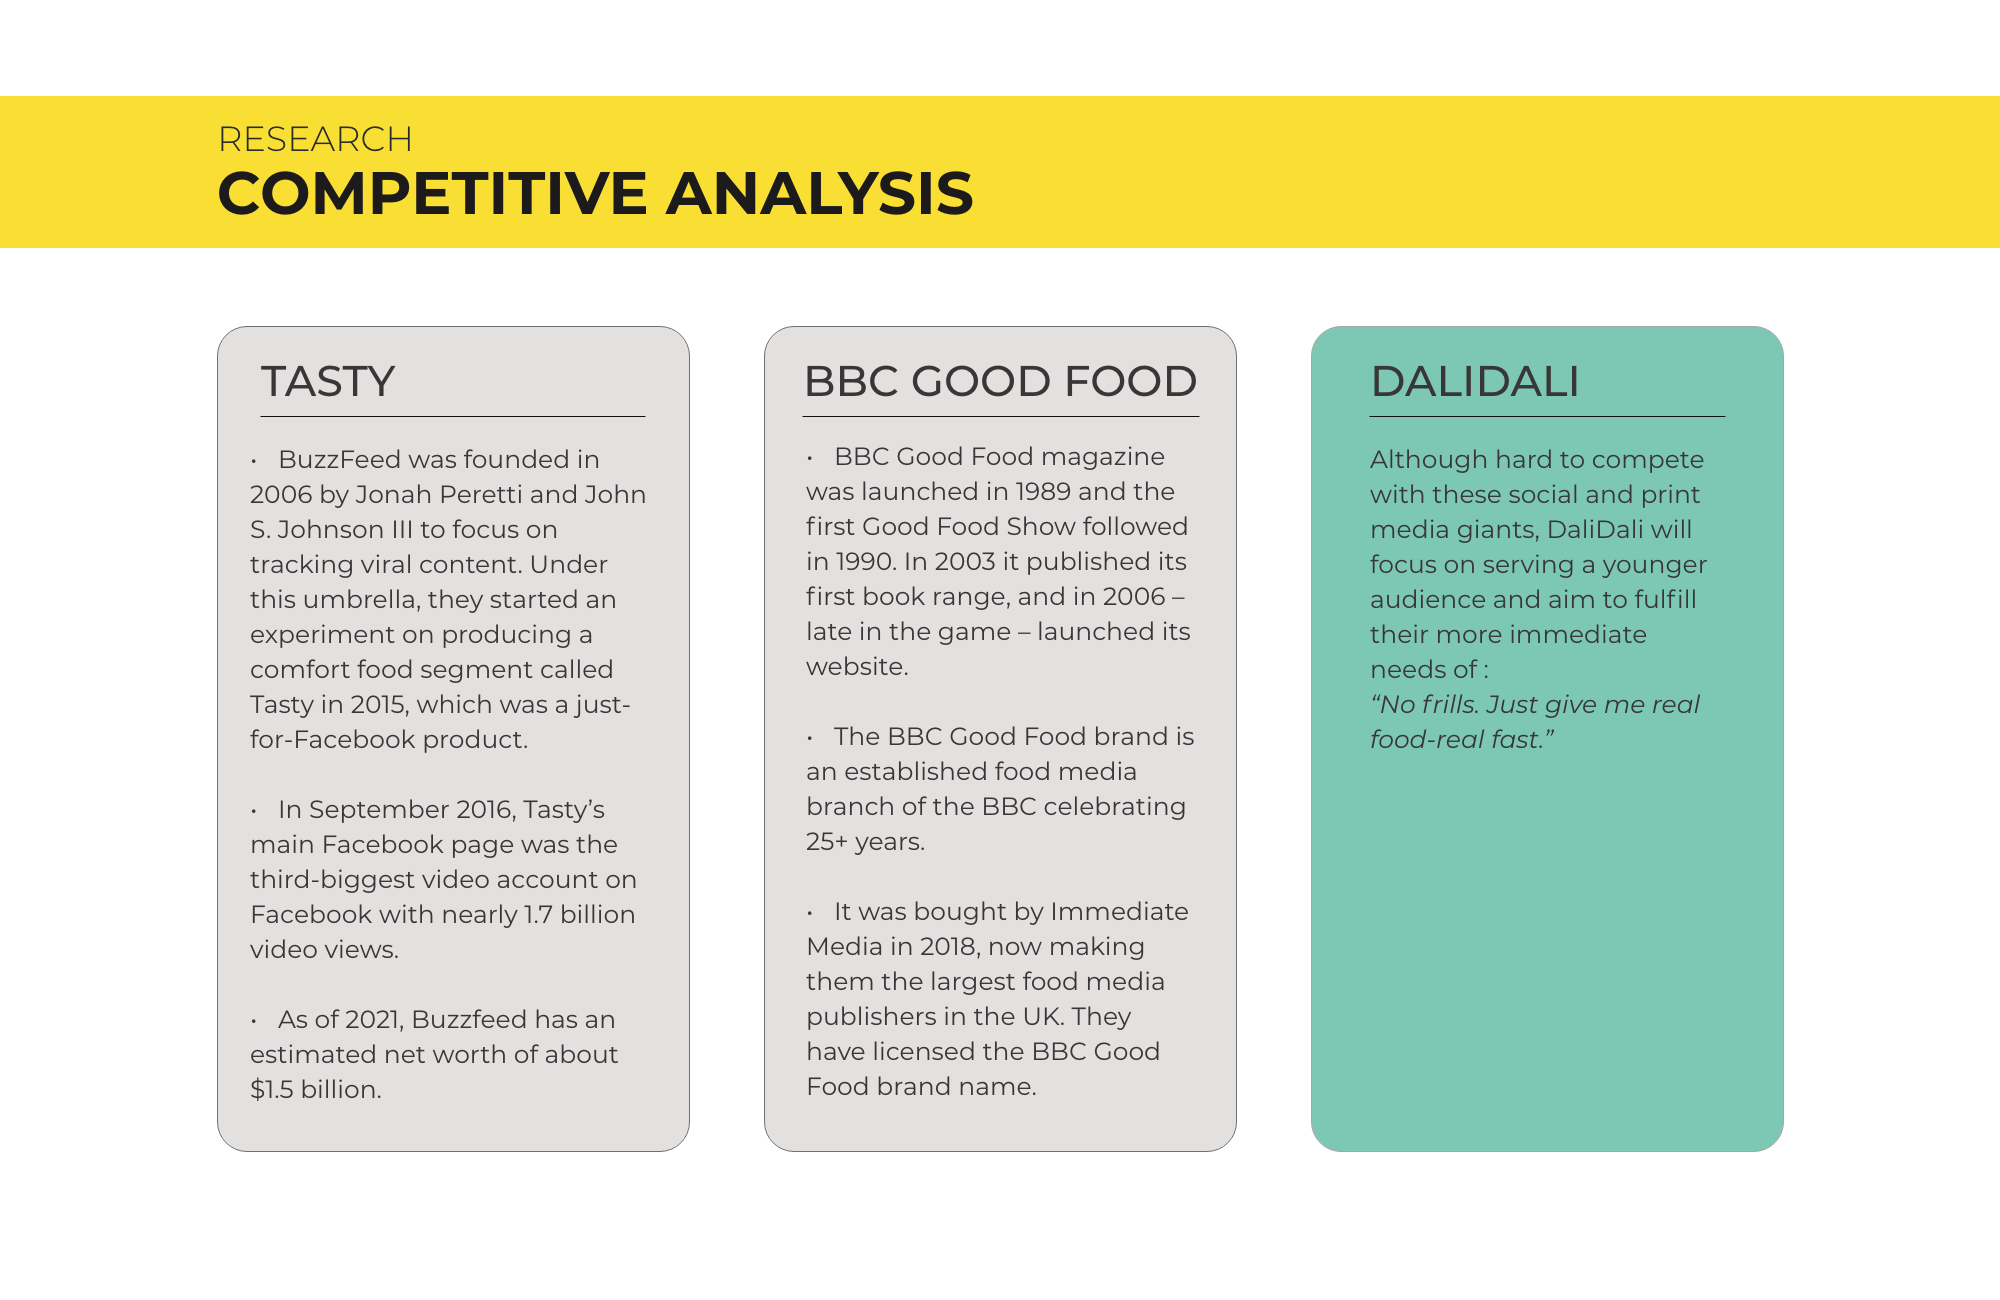 RESEARCH
COMPETITIVE ANALYSIS
TASTY
• BuzzFeed was founded in
2006 by Jonah Peretti and John
S. Johnson III to focus on
tracking viral content. Under
this umbrella, they started an
experiment on producing a
comfort food segment called
Tasty in 2015, which was a just-
for-Facebook product.
• In September 2016, Tasty’s
main Facebook page was the
third-biggest video account on
Facebook with nearly 1.7 billion
video views.
• As of 2021, Buzzfeed has an
estimated net worth of about
$1.5 billion.
BBC GOOD FOOD
• BBC Good Food magazine
was launched in 1989 and the
first Good Food Show followed
in 1990. In 2003 it published its
first book range, and in 2006 –
late in the game – launched its
website.
• The BBC Good Food brand is
an established food media
branch of the BBC celebrating
25+ years.
• It was bought by Immediate
Media in 2018, now making
them the largest food media
publishers in the UK. They
have licensed the BBC Good
Food brand name.
DALIDALI
Although hard to compete
with these social and print
media giants, DaliDali will
focus on serving a younger
audience and aim to fulfill
their more immediate
needs of :
“No frills. Just give me real
food-real fast.”